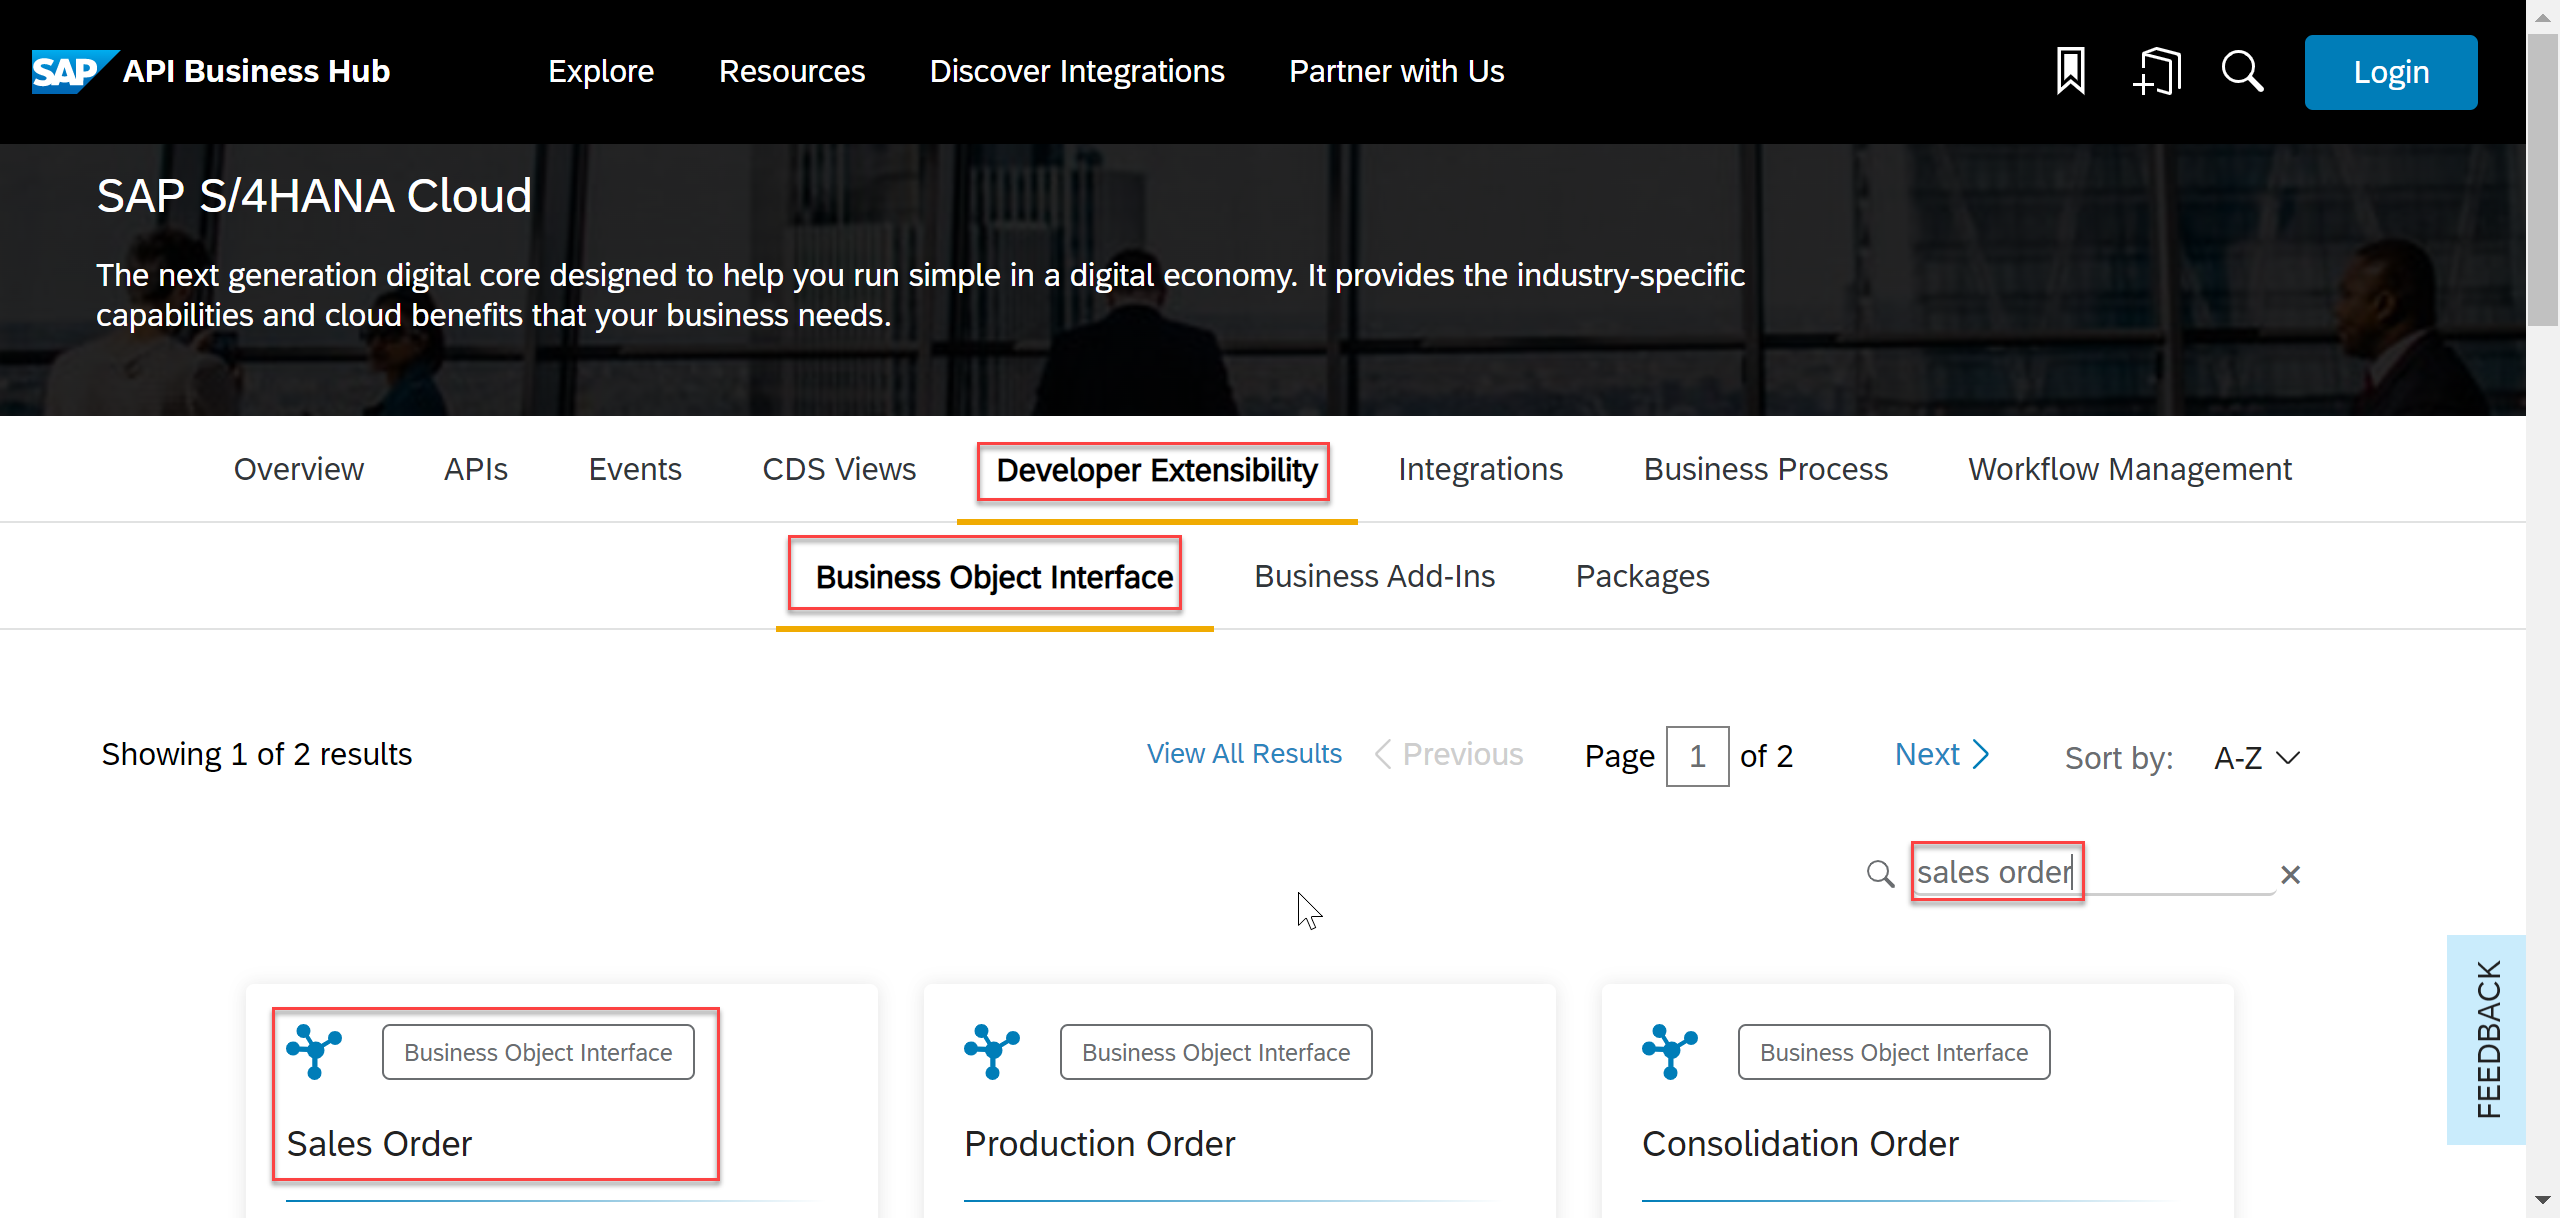 SAP API Business Hub
Explore
Resources
Discover Integrations
Partner with Us
Login
SAP S/4HANA Cloud
The next generation digital core designed to help you run simple in a digital economy. It provides the industry-specific
capabilities and cloud benefits that your business needs.
Overview
APIs
Events
CDS Views
Developer Extensibility
Integrations
Business Process
Workflow Management
Business Object Interface
Business Add-Ins
Packages
Showing 1 of 2 results
View All Results
Previous
Page 1 of 2
Next
Sort by: A-Z
sales order
FEEDBACK
Business Object Interface
Sales Order
Business Object Interface
Production Order
Business Object Interface
Consolidation Order